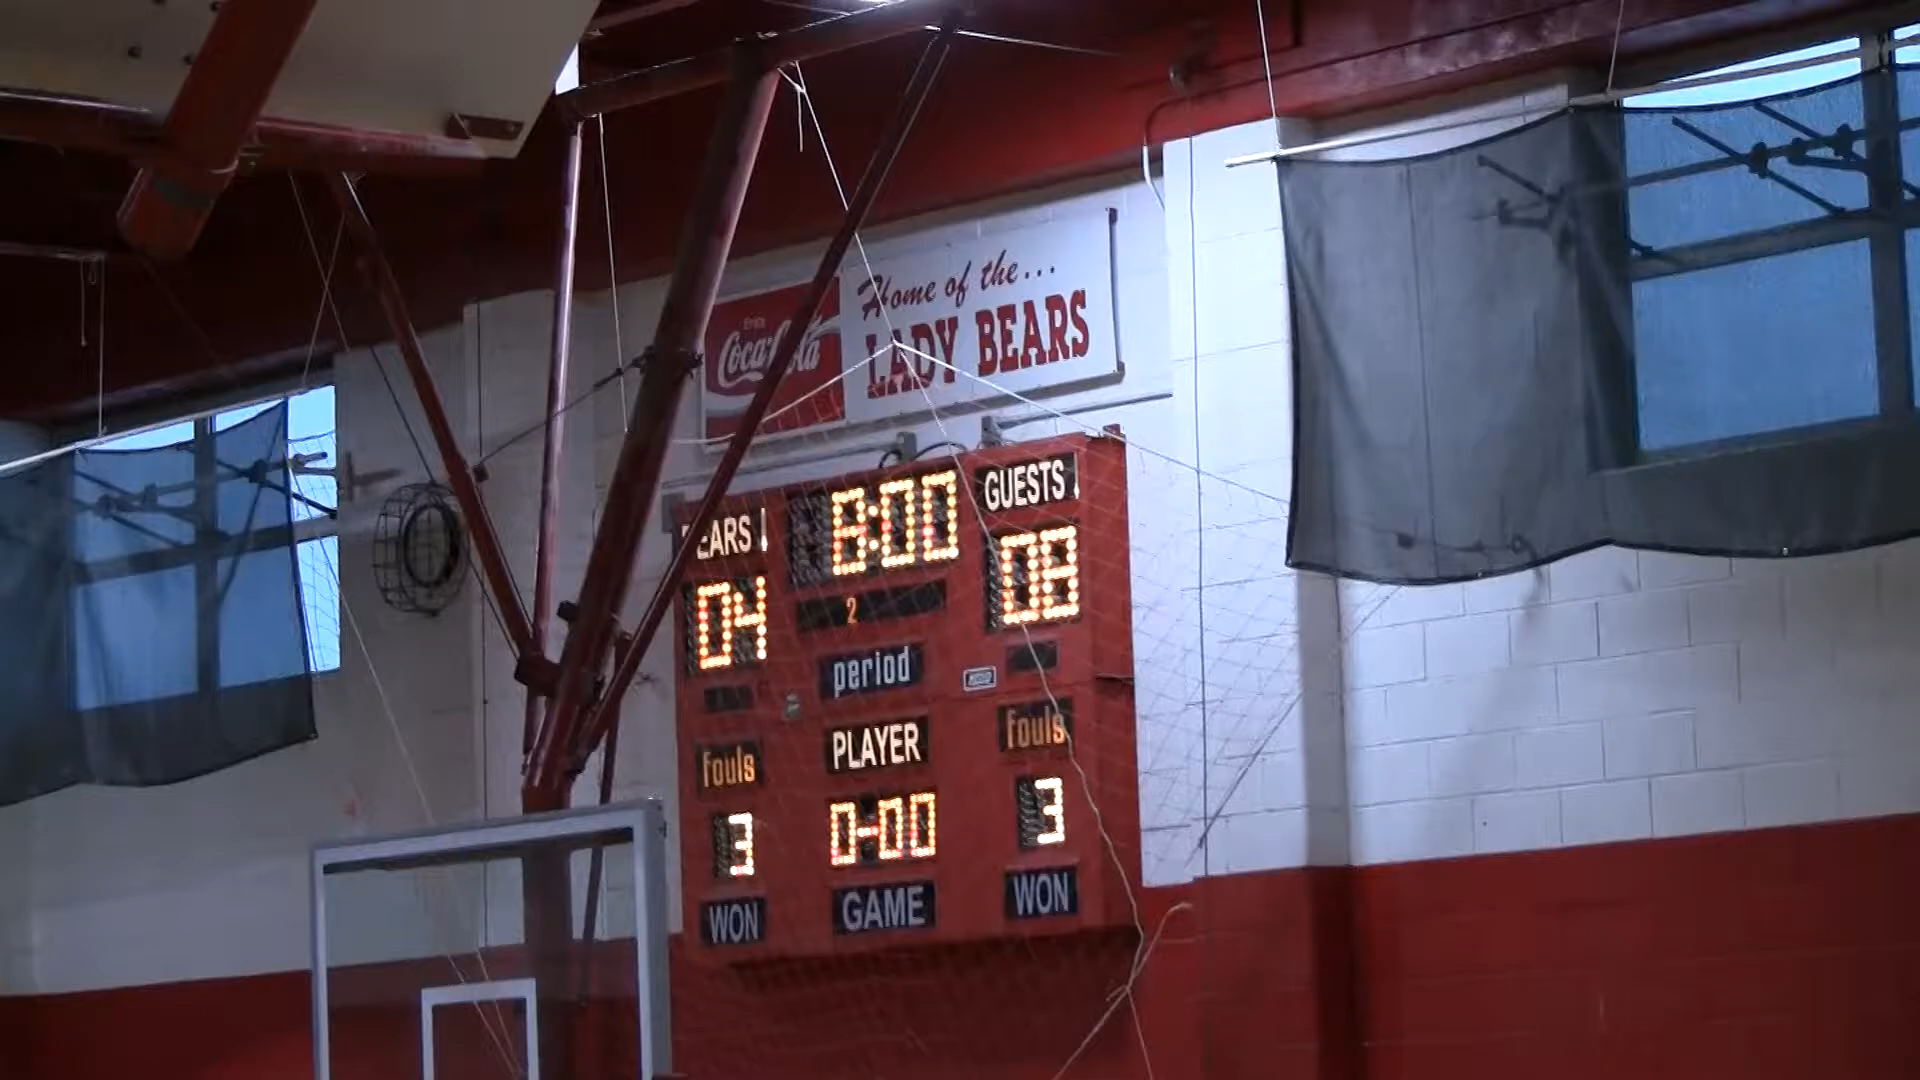 Enjoy
Coca-Cola
Home of the...
LADY BEARS
EARS
8:00
GUESTS
04
2
08
period
fouls
PLAYER
fouls
3
0-00
3
WON
GAME
WON